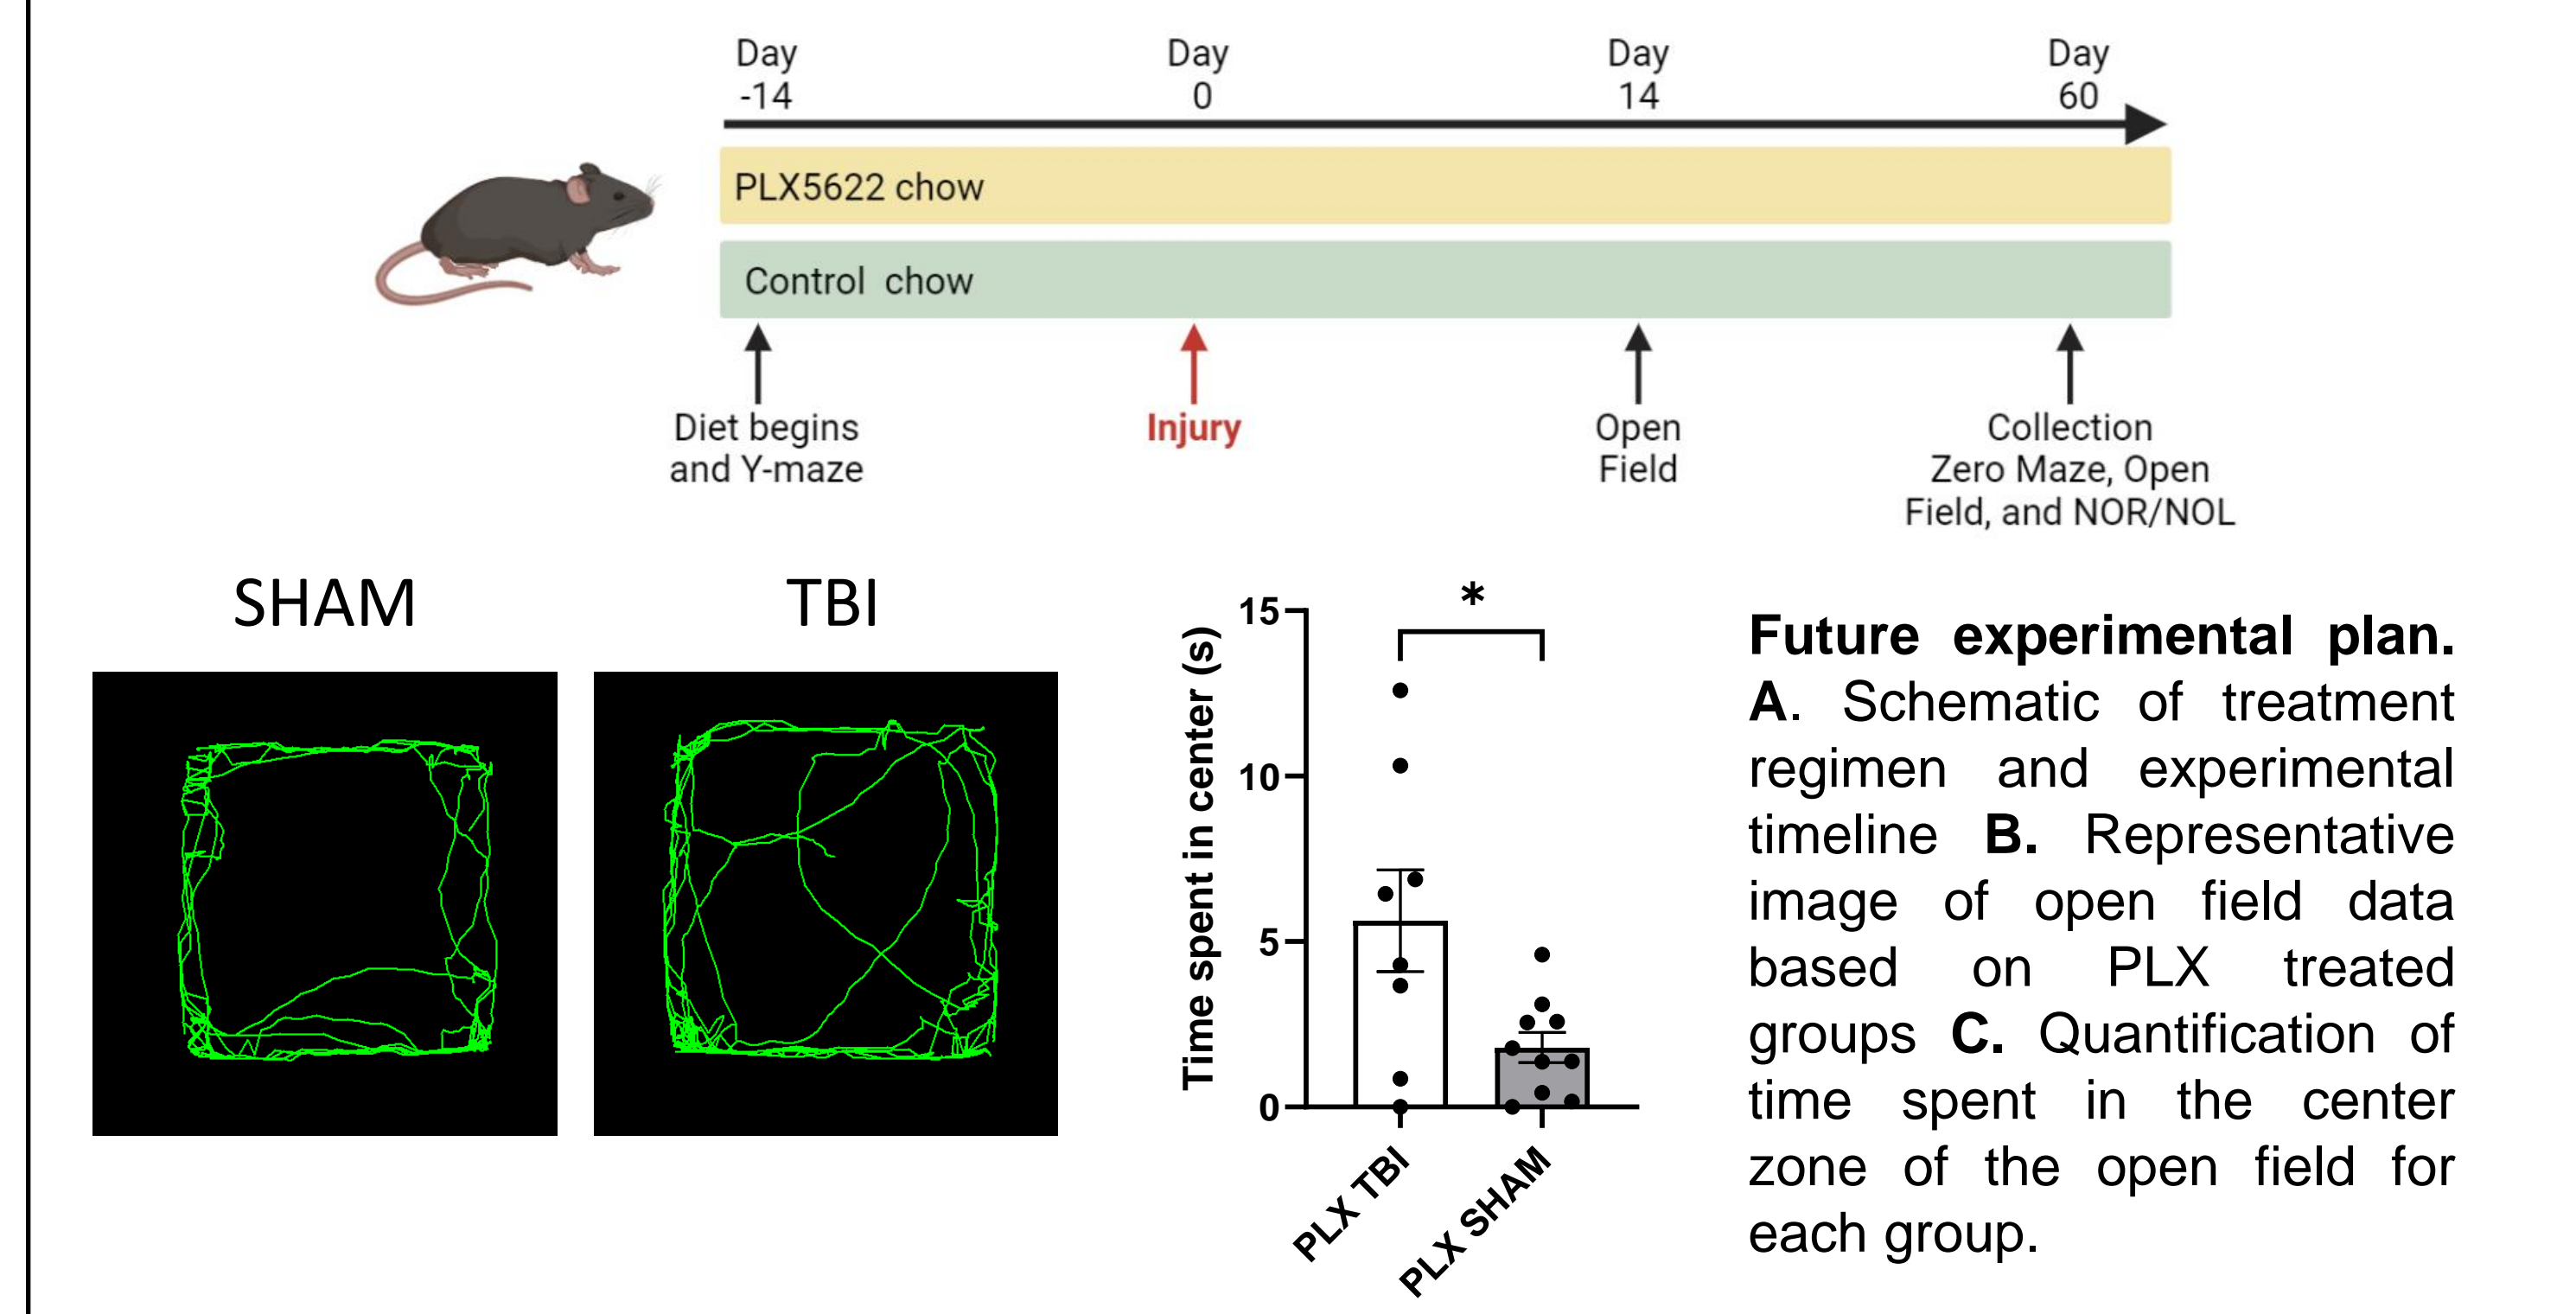 Day
-14
Day
0
Day
14
Day
60
PLX5622 chow
Control chow
Diet begins
and Y-maze
Injury
Open
Field
Collection
Zero Maze, Open
Field, and NOR/NOL
SHAM
TBI
Time spent in center (s)
15
10
5
0
*
PLX TBI
PLX SHAM
Future experimental plan.
A. Schematic of treatment
regimen and experimental
timeline B. Representative
image of open field data
based on PLX treated
groups C. Quantification of
time spent in the center
zone of the open field for
each group.